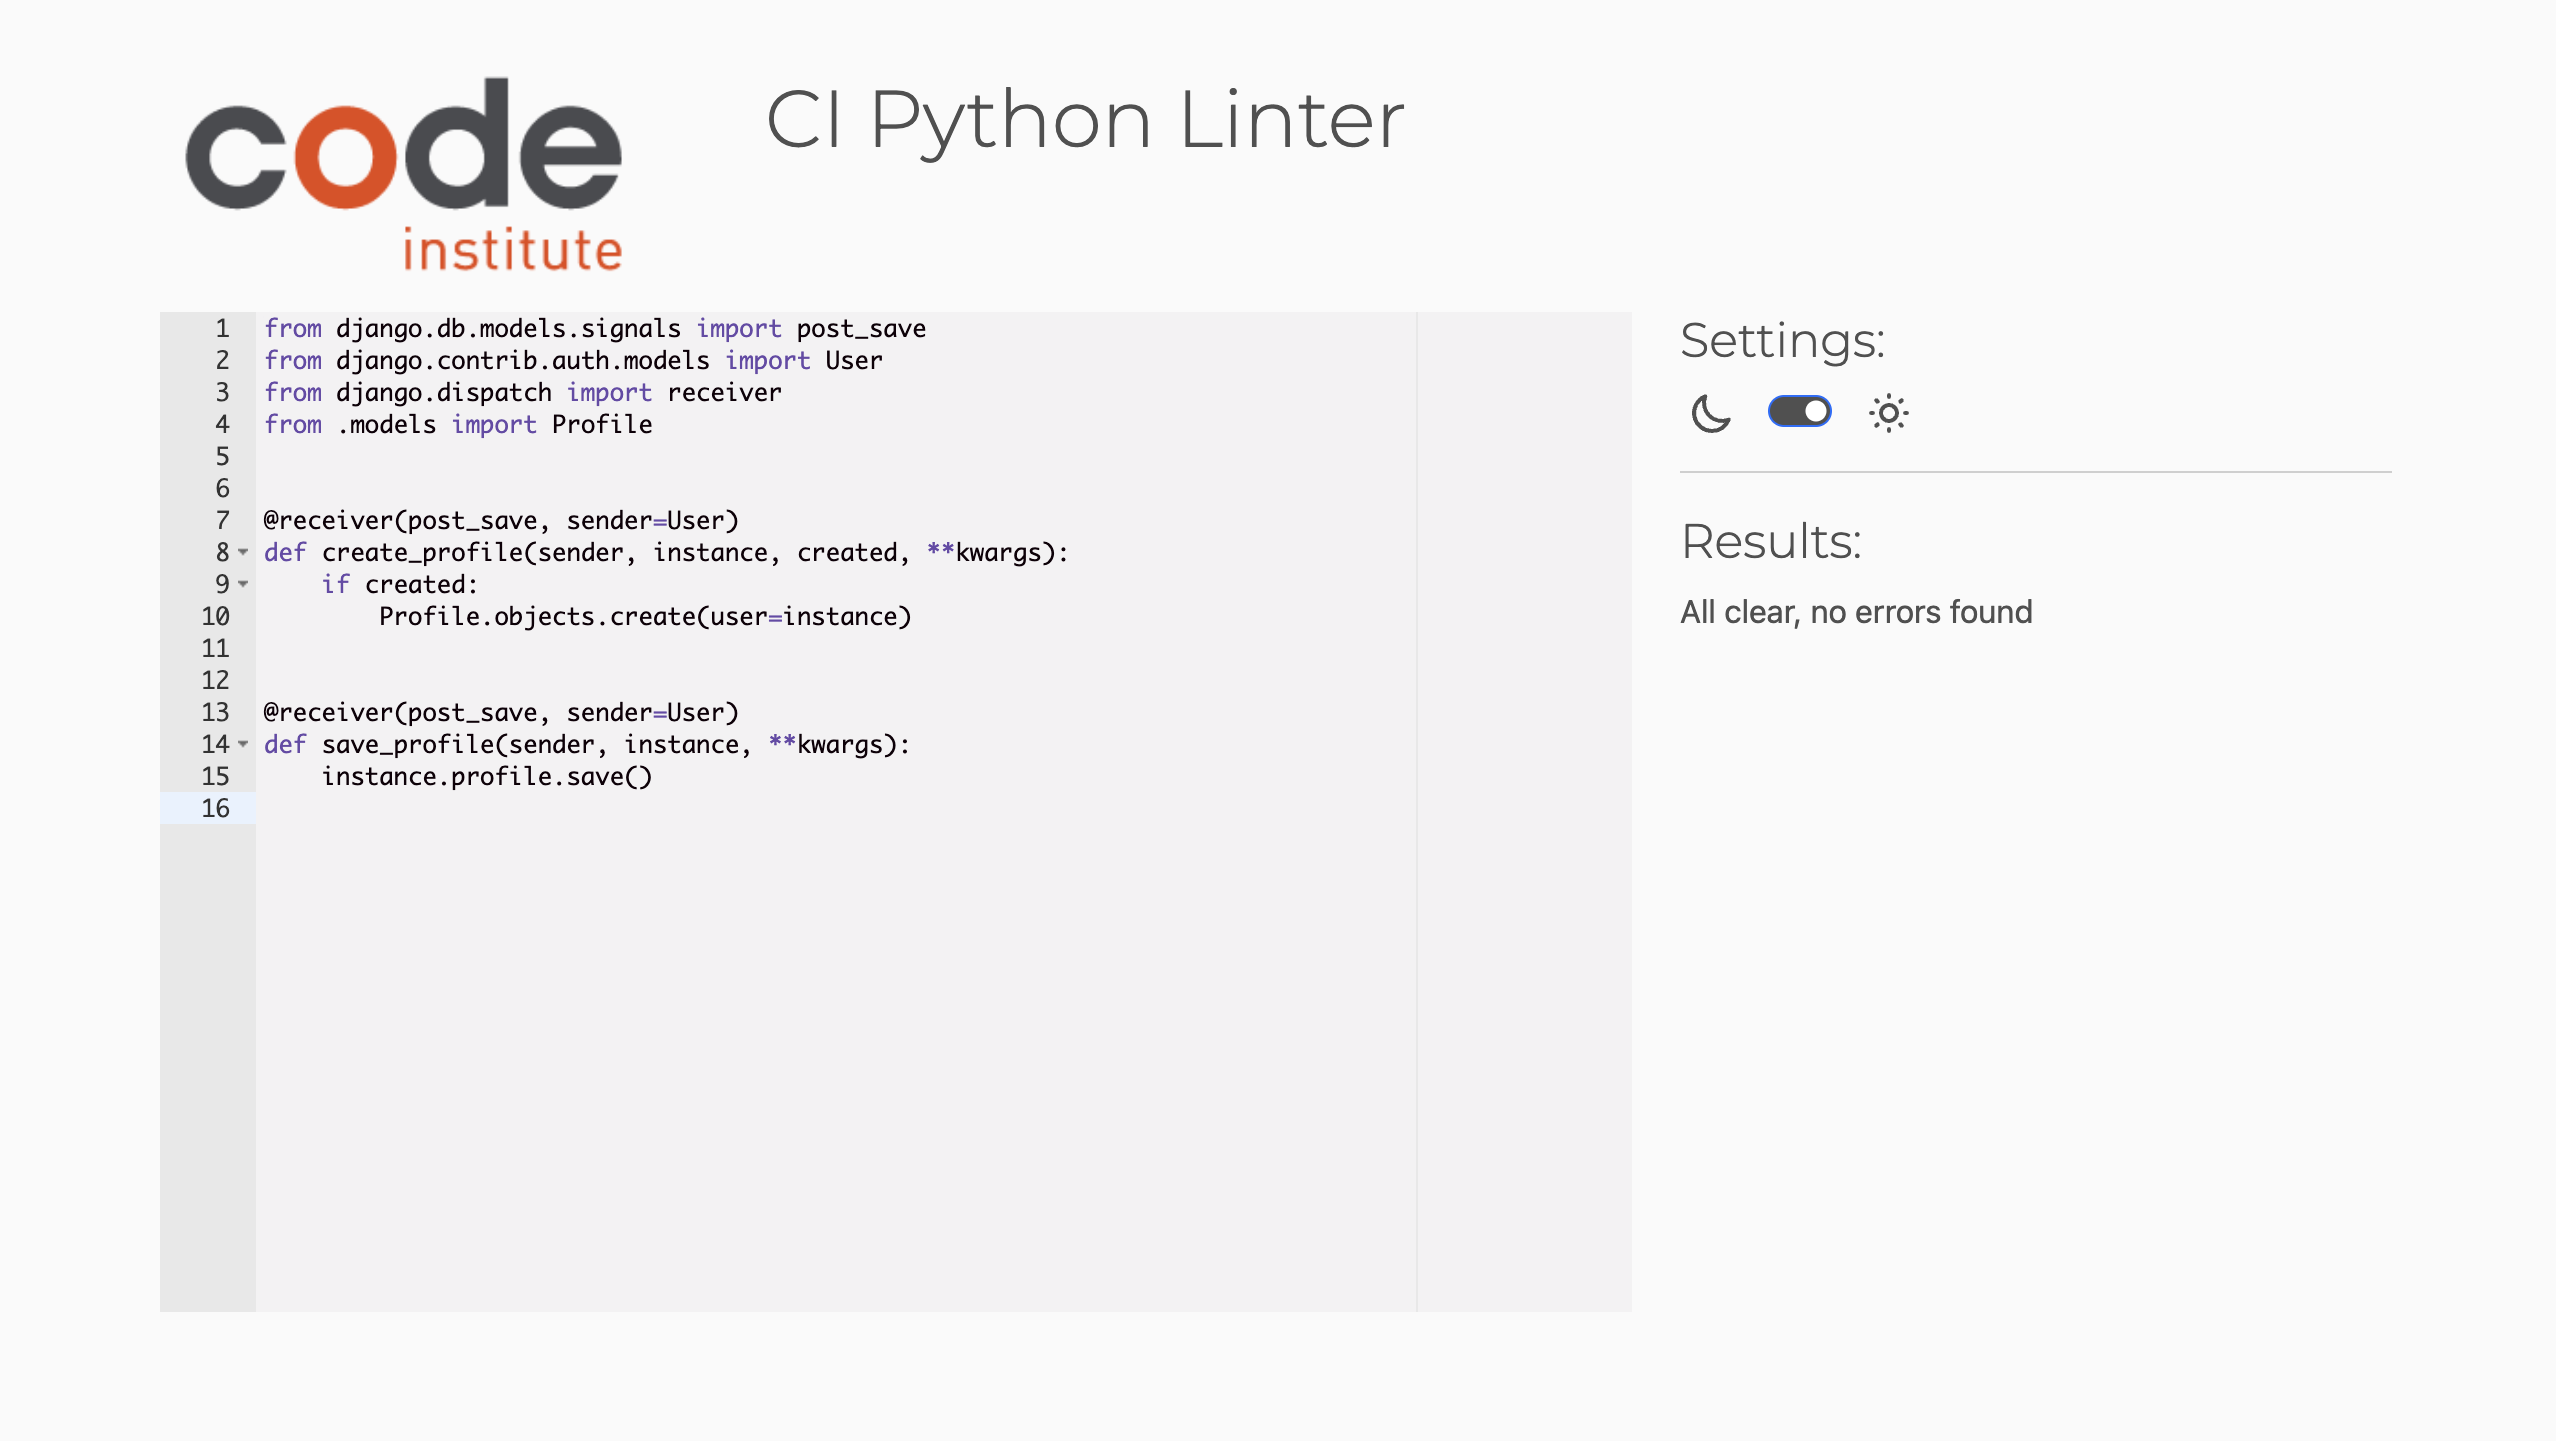 code
institute
CI Python Linter
1 from django.db.models.signals import post_save
2 from django.contrib.auth.models import User
3 from django.dispatch import receiver
4 from .models import Profile
5
6
7 @receiver(post_save, sender=User)
8 def create_profile(sender, instance, created, **kwargs):
9     if created:
10         Profile.objects.create(user=instance)
11
12
13 @receiver(post_save, sender=User)
14 def save_profile(sender, instance, **kwargs):
15     instance.profile.save()
16
Settings:
Results:
All clear, no errors found